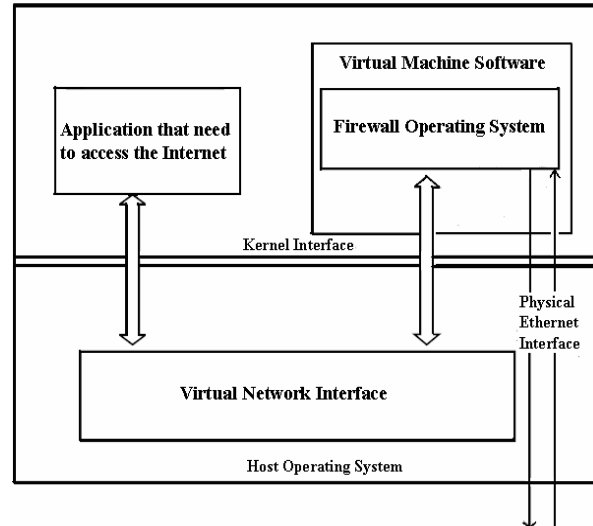 Virtual Machine Software
Application that need
to access the Internet
Firewall Operating System
Kernel Interface
Physical
Ethernet
Interface
Virtual Network Interface
Host Operating System